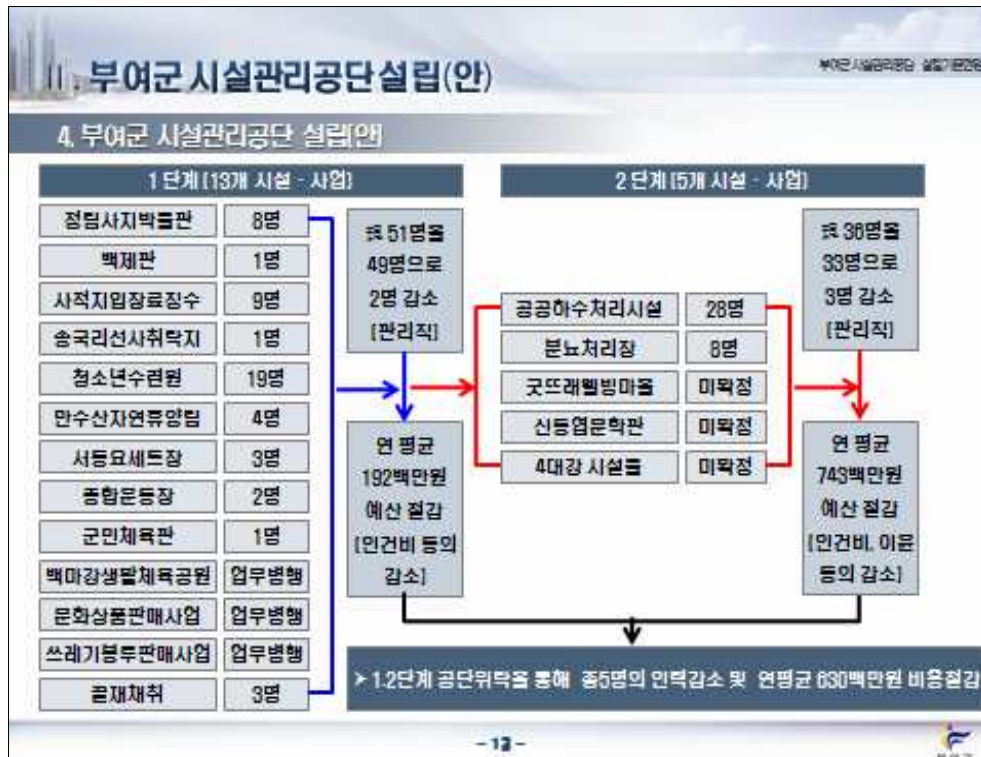 Ⅱ. 부여군 시설관리공단 설립(안)
부여군 시설관리공단 설립기본계획
4. 부여군 시설관리공단 설립(안)
1단계(13개 시설 - 사업)
정림사지박물관 8명
백제관 1명
사적지입장료징수 9명
송국리선사취락지 1명
청소년수련원 19명
만수산자연휴양림 4명
서동요세트장 3명
종합운동장 2명
군민체육관 1명
백마강생활체육공원 업무병행
문화상품판매사업 업무병행
쓰레기봉투판매사업 업무병행
골재채취 3명
現 51명을
49명으로
2명 감소
(관리직)
연 평균
192백만원
예산 절감
(인건비 등의
감소)
2단계(5개 시설 - 사업)
공공하수처리시설 28명
분뇨처리장 8명
굿뜨래웰빙마을 미확정
신동엽문학관 미확정
4대강 시설물 미확정
現 36명을
33명으로
3명 감소
(관리직)
연 평균
743백만원
예산 절감
(인건비, 이윤
등의 감소)
➤ 1.2단계 공단위탁을 통해 총5명의 인력감소 및 연평균 630백만원 비용절감